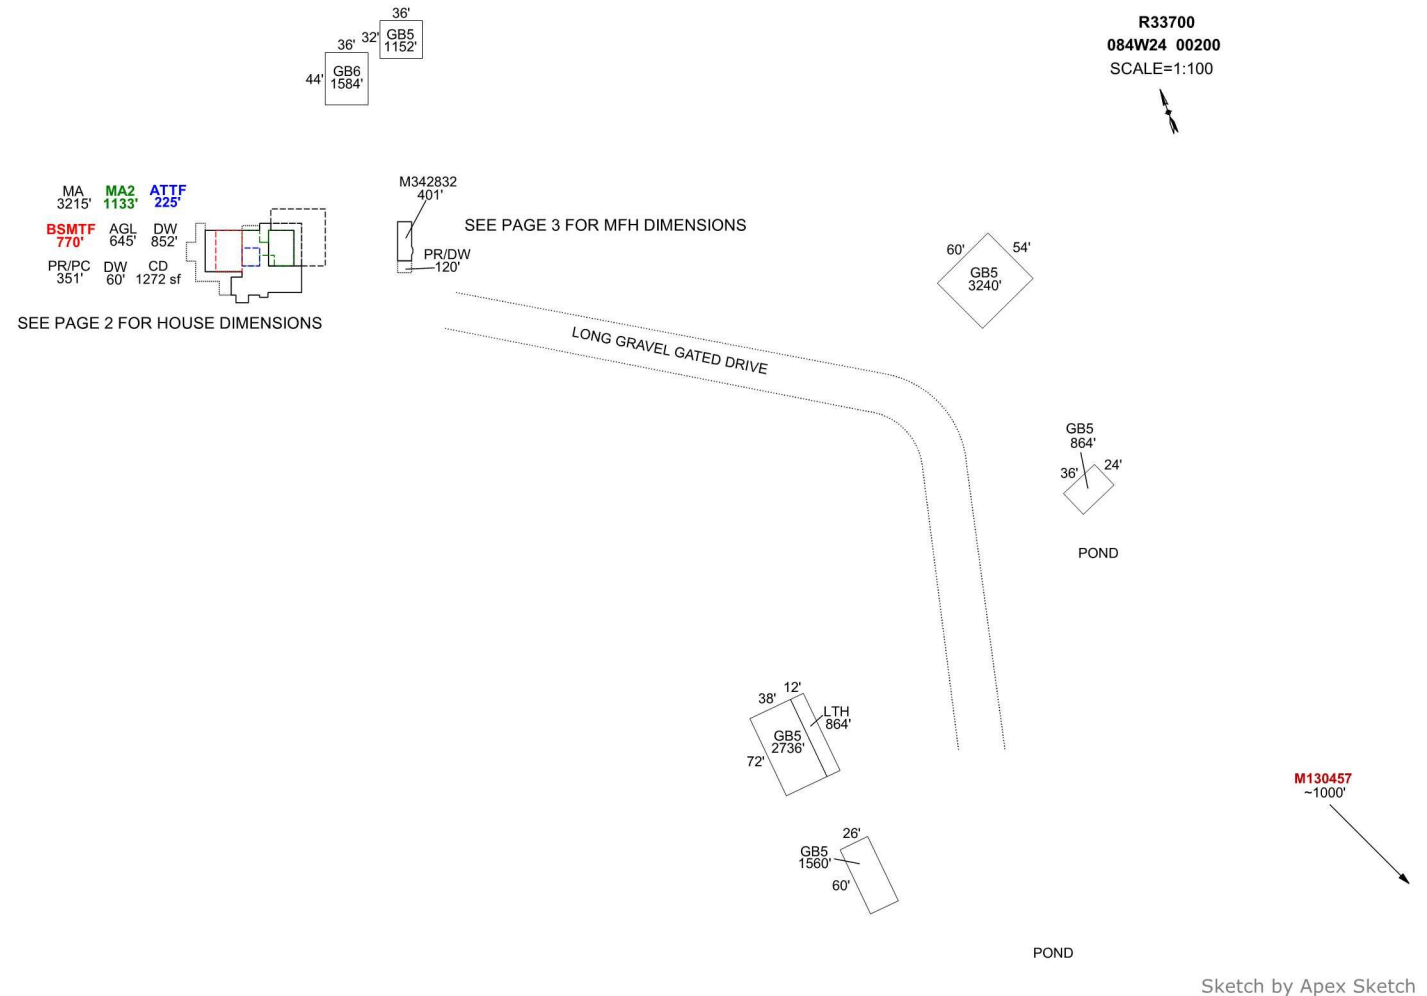 R33700
084W24 00200
SCALE=1:100
36'
32'
GB5
1152'
36'
44'
GB6
1584'
MA
3215'
MA2
1133'
ATTF
225'
BSMTF
770'
AGL
645'
DW
852'
PR/PC
351'
DW
60'
CD
1272 sf
SEE PAGE 2 FOR HOUSE DIMENSIONS
M342832
401'
PR/DW
120'
SEE PAGE 3 FOR MFH DIMENSIONS
60'
54'
GB5
3240'
LONG GRAVEL GATED DRIVE
GB5
864'
36'
24'
POND
12'
38'
LTH
864'
GB5
2736'
72'
M130457
~1000'
26'
GB5
1560'
60'
POND
Sketch by Apex Sketch